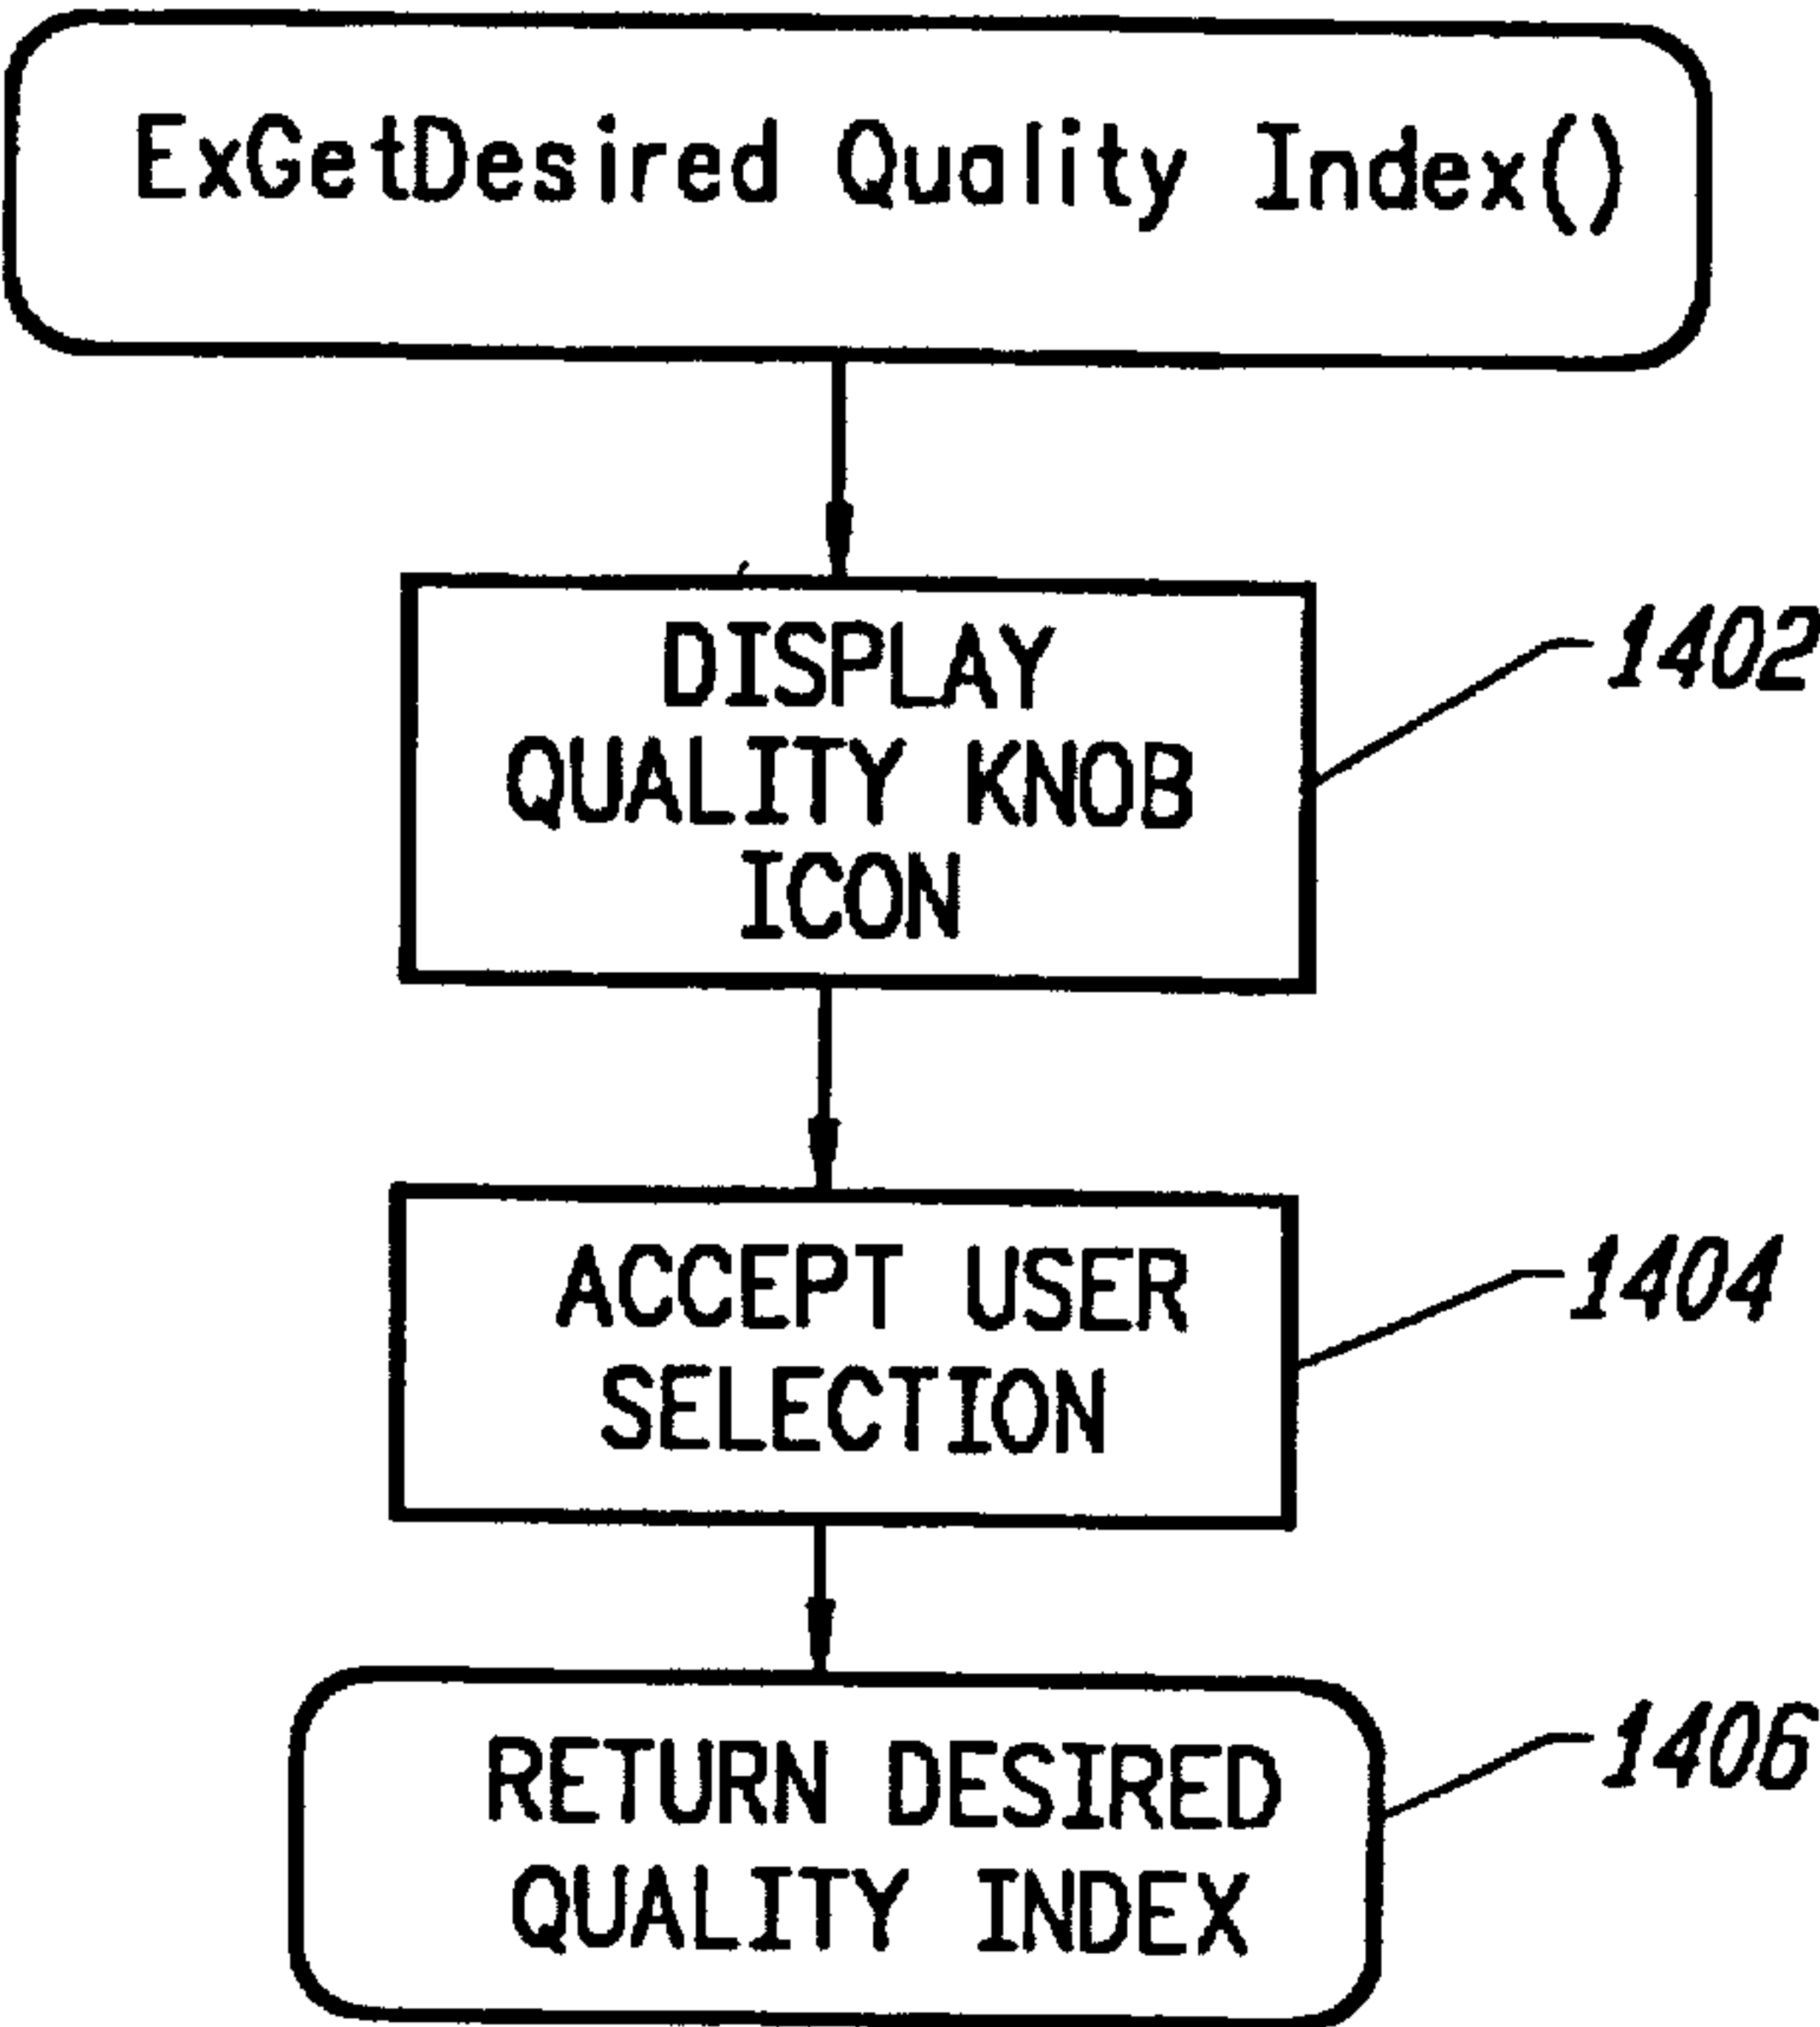 ExGetDesired Quality Index()
DISPLAY
QUALITY KNOB
ICON
1402
ACCEPT USER
SELECTION
1404
RETURN DESIRED
QUALITY INDEX
1406